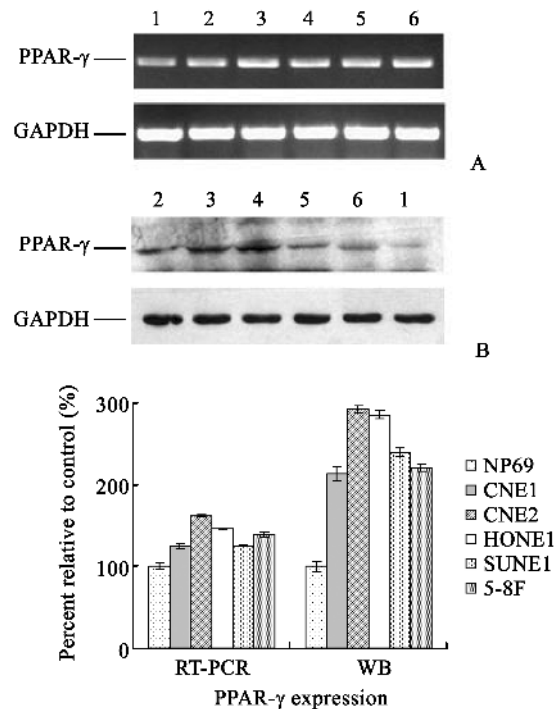 1 2 3 4 5 6
PPAR-γ
GAPDH
A
2 3 4 5 6 1
PPAR-γ
GAPDH
B
Percent relative to control (%)
300
200
100
0
RT-PCR WB
PPAR-γ expression
NP69
CNE1
CNE2
HONE1
SUNE1
5-8F